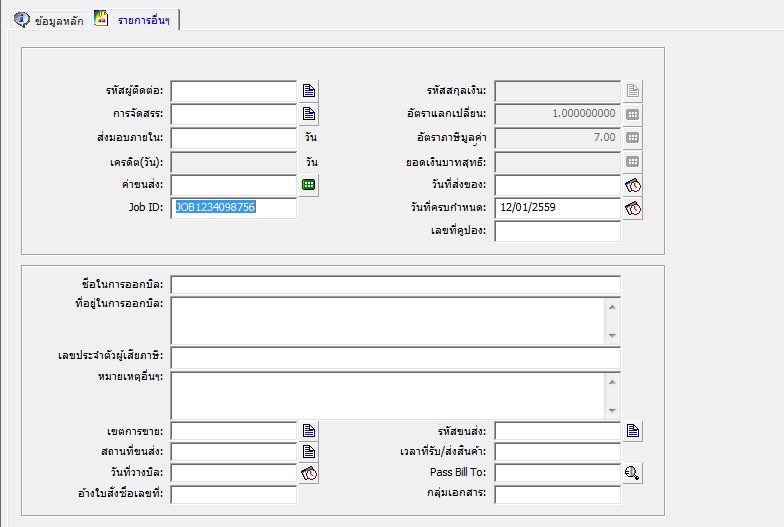 ข้อมูลหลัก รายการอื่นๆ
รหัสผู้ติดต่อ: รหัสสกุลเงิน:
การจัดสรร: อัตราแลกเปลี่ยน: 1.000000000
ส่งมอบภายใน: วัน อัตราภาษีมูลค่า 7.00
เครดิต(วัน): วัน ยอดเงินบาทสุทธิ:
ค่าขนส่ง: วันที่ส่งของ:
Job ID: JOB1234098756 วันที่ครบกำหนด: 12/01/2559
เลขที่คูปอง:
ชื่อในการออกบิล:
ที่อยู่ในการออกบิล:
เลขประจำตัวผู้เสียภาษี:
หมายเหตุอื่นๆ:
เขตการขาย: รหัสขนส่ง:
สถานที่ขนส่ง: เวลาที่รับ/ส่งสินค้า:
วันที่วางบิล: Pass Bill To:
อ้างใบสั่งซื้อเลขที่: กลุ่มเอกสาร: